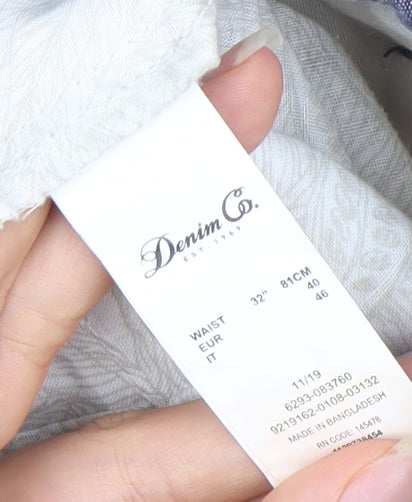 Denim Co.
EST. 1969
WAIST 32" 81CM
EUR 40
IT 46
11/19
6293-083760
9219162-0108-03132
MADE IN BANGLADESH
RN CODE: 145478